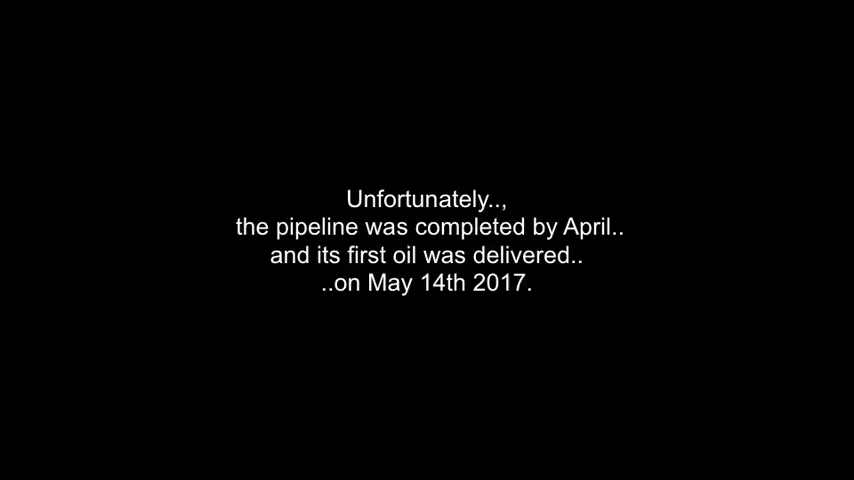 Unfortunately..,
the pipeline was completed by April..
and its first oil was delivered..
..on May 14th 2017.